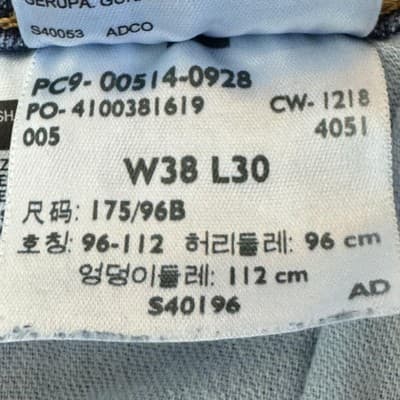 S40053 ADCO
PC9-00514-0928
PO-4100381619 CW-1218
005 4051
W38 L30
尺码: 175/96B
호칭: 96-112 허리둘레: 96 cm
엉덩이둘레: 112 cm
S40196 AD